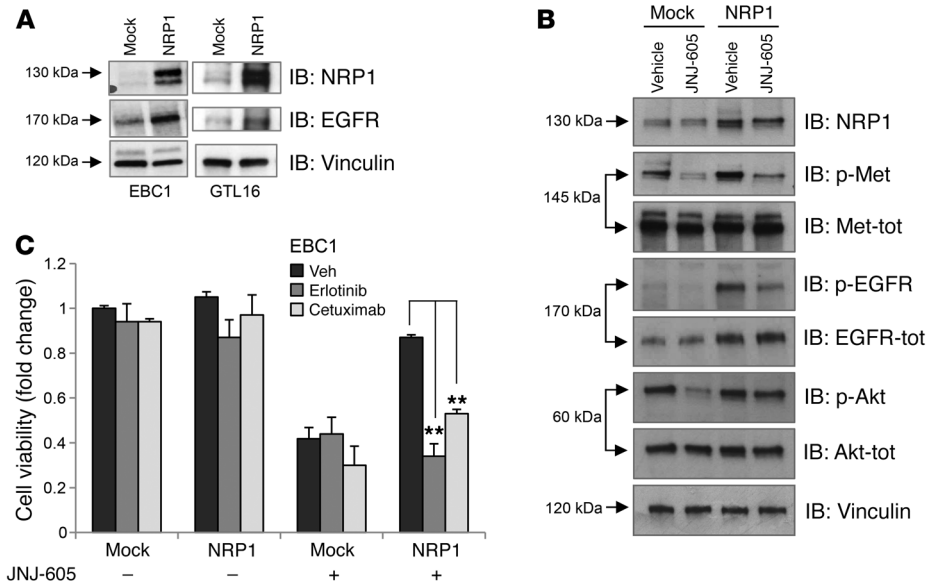 A
Mock
NRP1
Mock
NRP1
130 kDa
IB: NRP1
170 kDa
IB: EGFR
120 kDa
IB: Vinculin
EBC1
GTL16
B
Mock
NRP1
Vehicle
JNJ-605
Vehicle
JNJ-605
130 kDa
IB: NRP1
IB: p-Met
145 kDa
IB: Met-tot
IB: p-EGFR
170 kDa
IB: EGFR-tot
IB: p-Akt
60 kDa
IB: Akt-tot
120 kDa
IB: Vinculin
C
EBC1
Veh
Erlotinib
Cetuximab
Cell viability (fold change)
1.2
1
0.8
0.6
0.4
0.2
0
** **
Mock NRP1 Mock NRP1
JNJ-605 – – + +